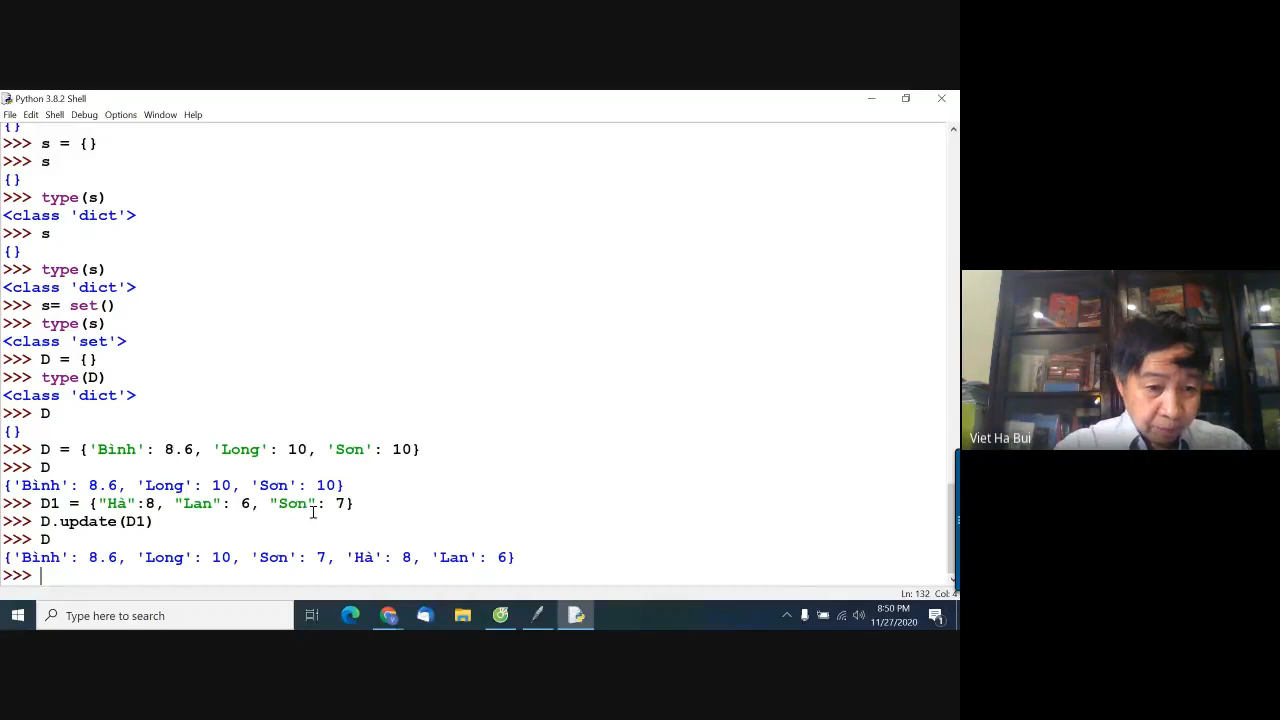 Python 3.8.2 Shell
File Edit Shell Debug Options Window Help
{}
>>> s = {}
>>> s
{}
>>> type(s)
<class 'dict'>
>>> s
{}
>>> type(s)
<class 'dict'>
>>> s= set()
>>> type(s)
<class 'set'>
>>> D = {}
>>> type(D)
<class 'dict'>
>>> D
{}
>>> D = {'Bình': 8.6, 'Long': 10, 'Sơn': 10}
>>> D
{'Bình': 8.6, 'Long': 10, 'Sơn': 10}
>>> D1 = {"Hà":8, "Lan": 6, "Sơn": 7}
>>> D.update(D1)
>>> D
{'Bình': 8.6, 'Long': 10, 'Sơn': 7, 'Hà': 8, 'Lan': 6}
>>>
Ln: 132 Col: 4
Type here to search
8:50 PM
11/27/2020
1
Viet Ha Bui